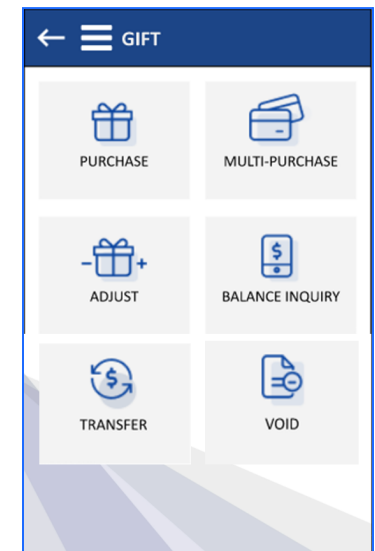 GIFT
PURCHASE
MULTI-PURCHASE
$
ADJUST
BALANCE INQUIRY
$
TRANSFER
VOID